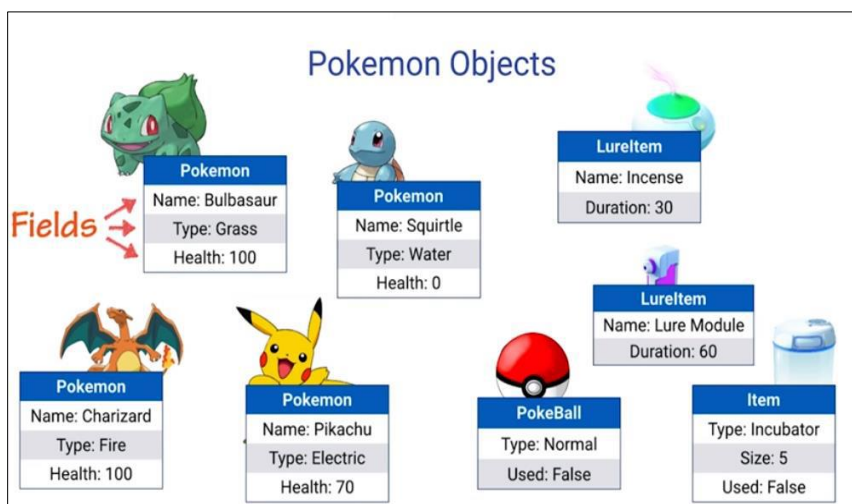 Pokemon Objects
Pokemon
Name: Bulbasaur
Type: Grass
Health: 100
Fields
Pokemon
Name: Squirtle
Type: Water
Health: 0
LureItem
Name: Incense
Duration: 30
LureItem
Name: Lure Module
Duration: 60
Pokemon
Name: Charizard
Type: Fire
Health: 100
Pokemon
Name: Pikachu
Type: Electric
Health: 70
PokeBall
Type: Normal
Used: False
Item
Type: Incubator
Size: 5
Used: False